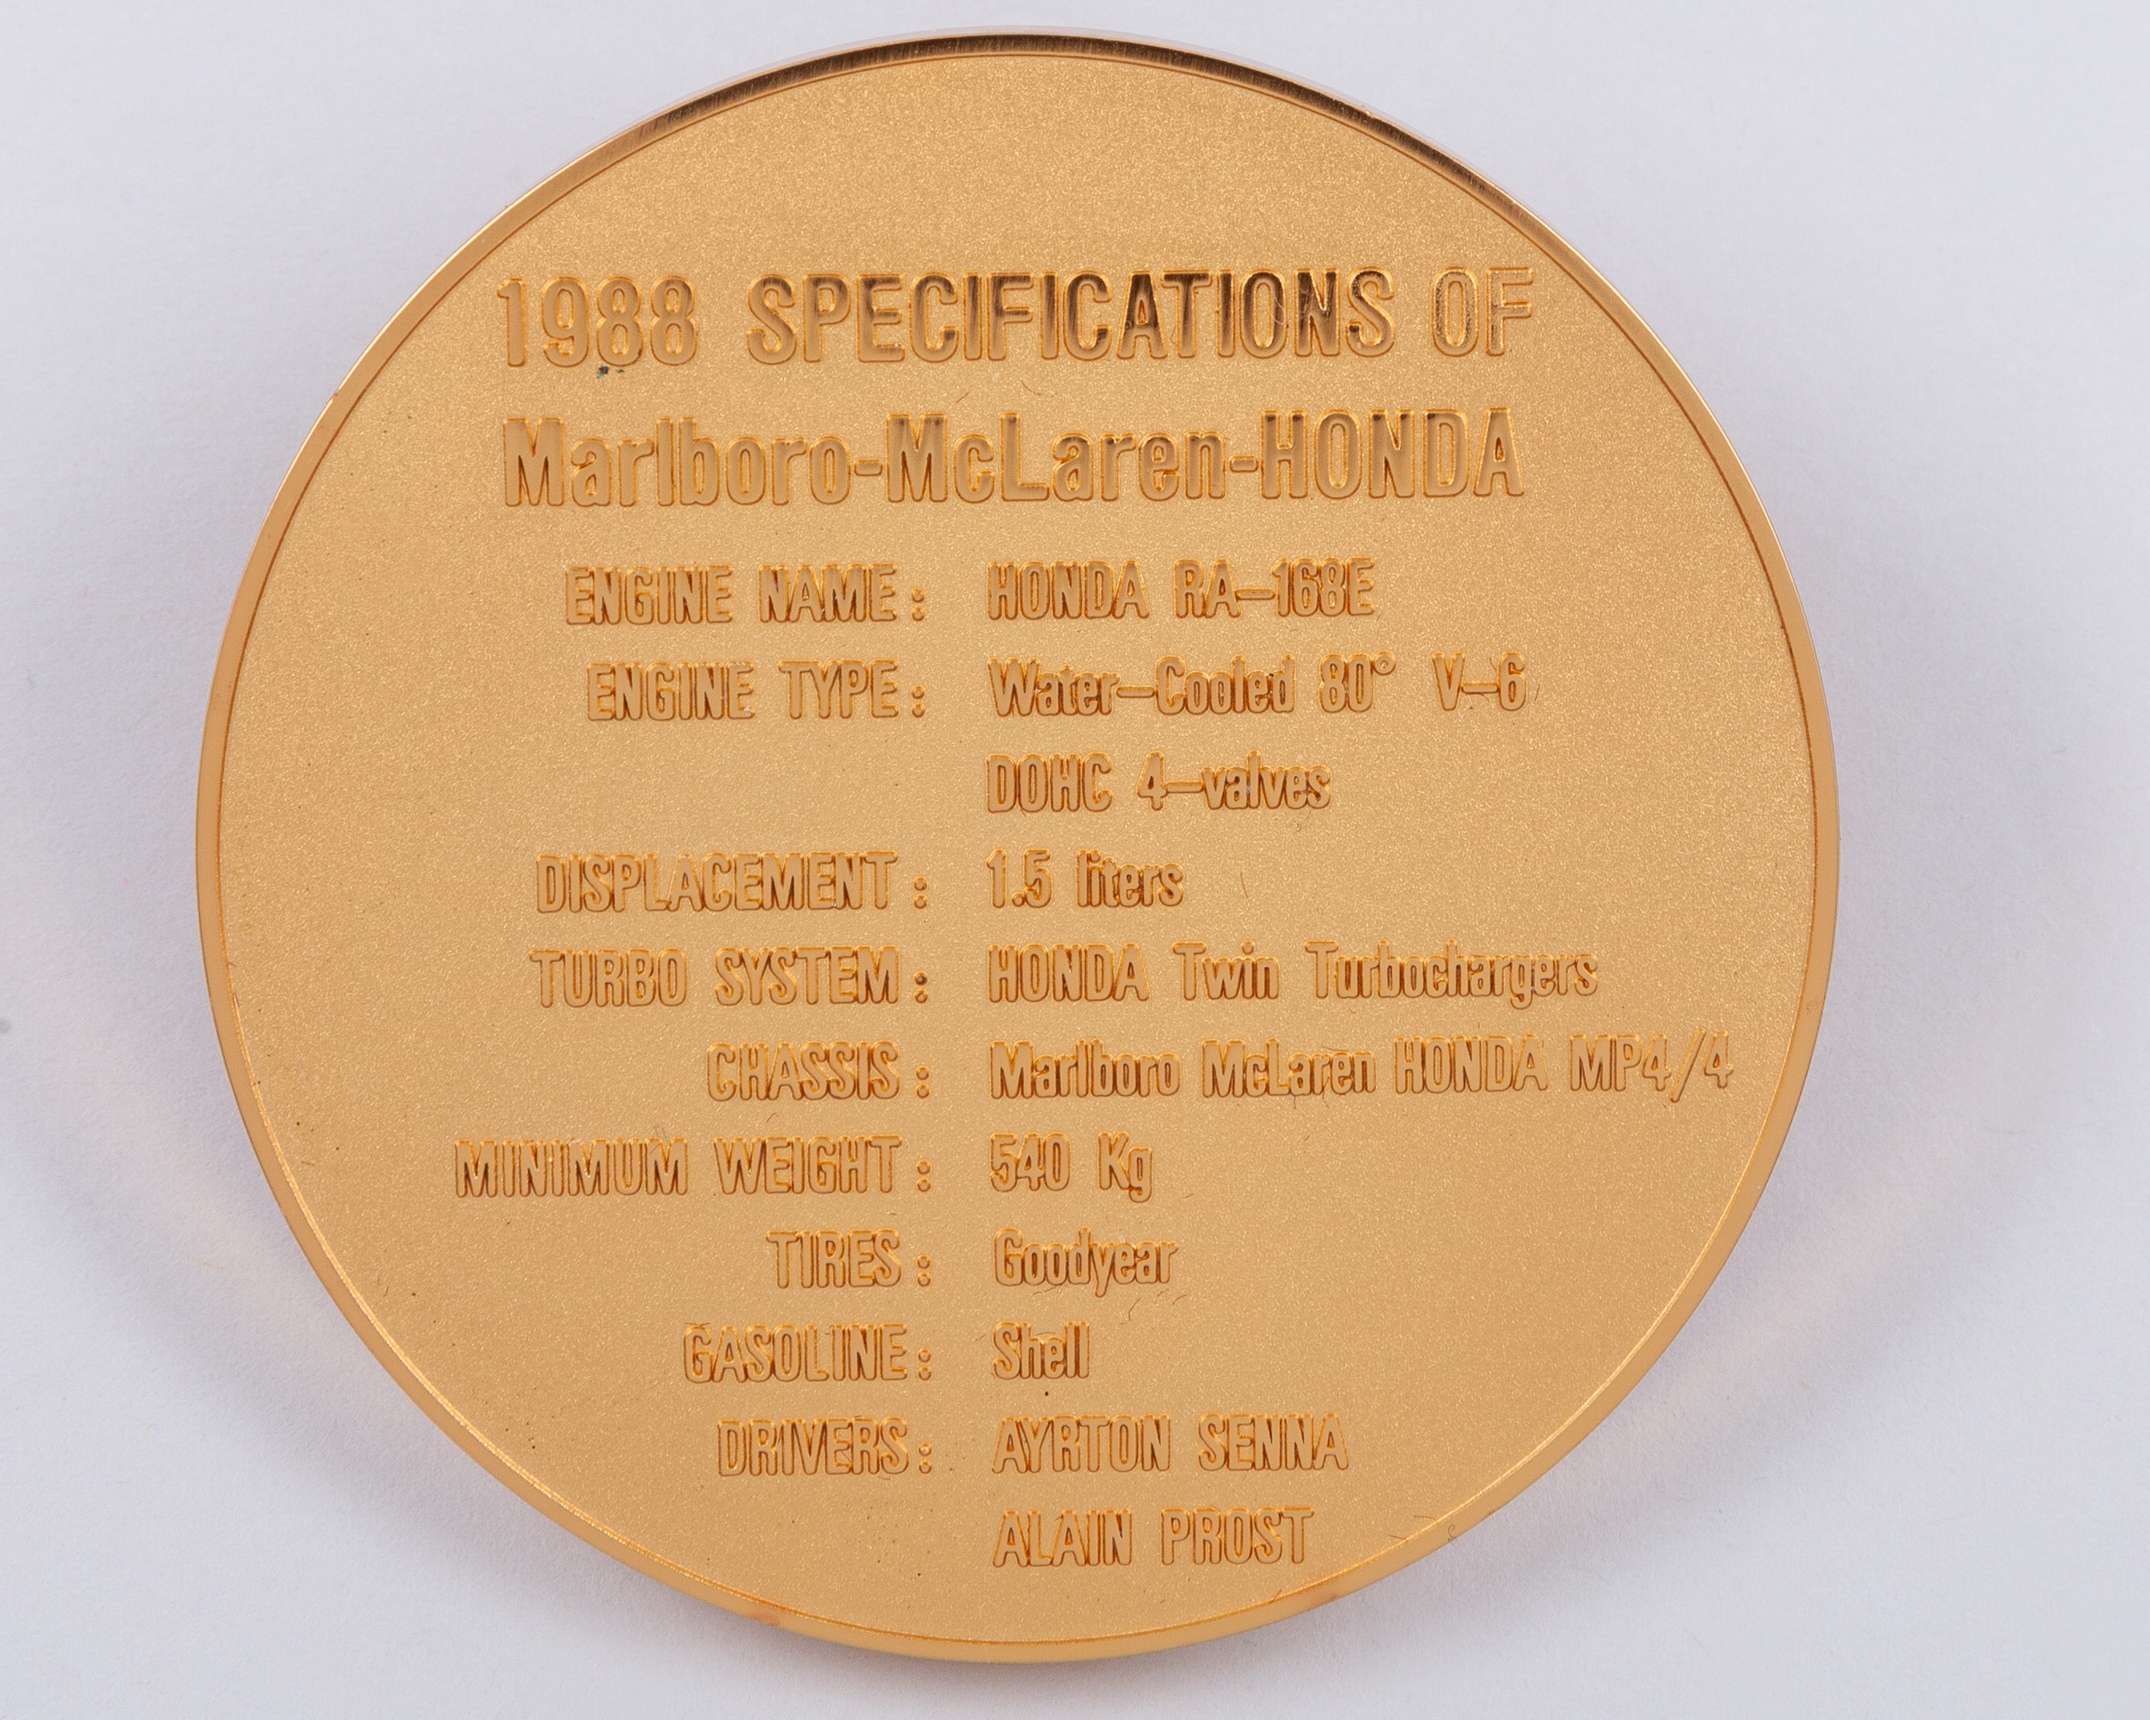 1988 SPECIFICATIONS OF
Marlboro-McLaren-HONDA
ENGINE NAME: HONDA RA-168E
ENGINE TYPE: Water-Cooled 80° V-6
DOHC 4-valves
DISPLACEMENT: 1.5 liters
TURBO SYSTEM: HONDA Twin Turbochargers
CHASSIS: Marlboro McLaren HONDA MP4/4
MINIMUM WEIGHT: 540 Kg
TIRES: Goodyear
GASOLINE: Shell
DRIVERS: AYRTON SENNA
ALAIN PROST